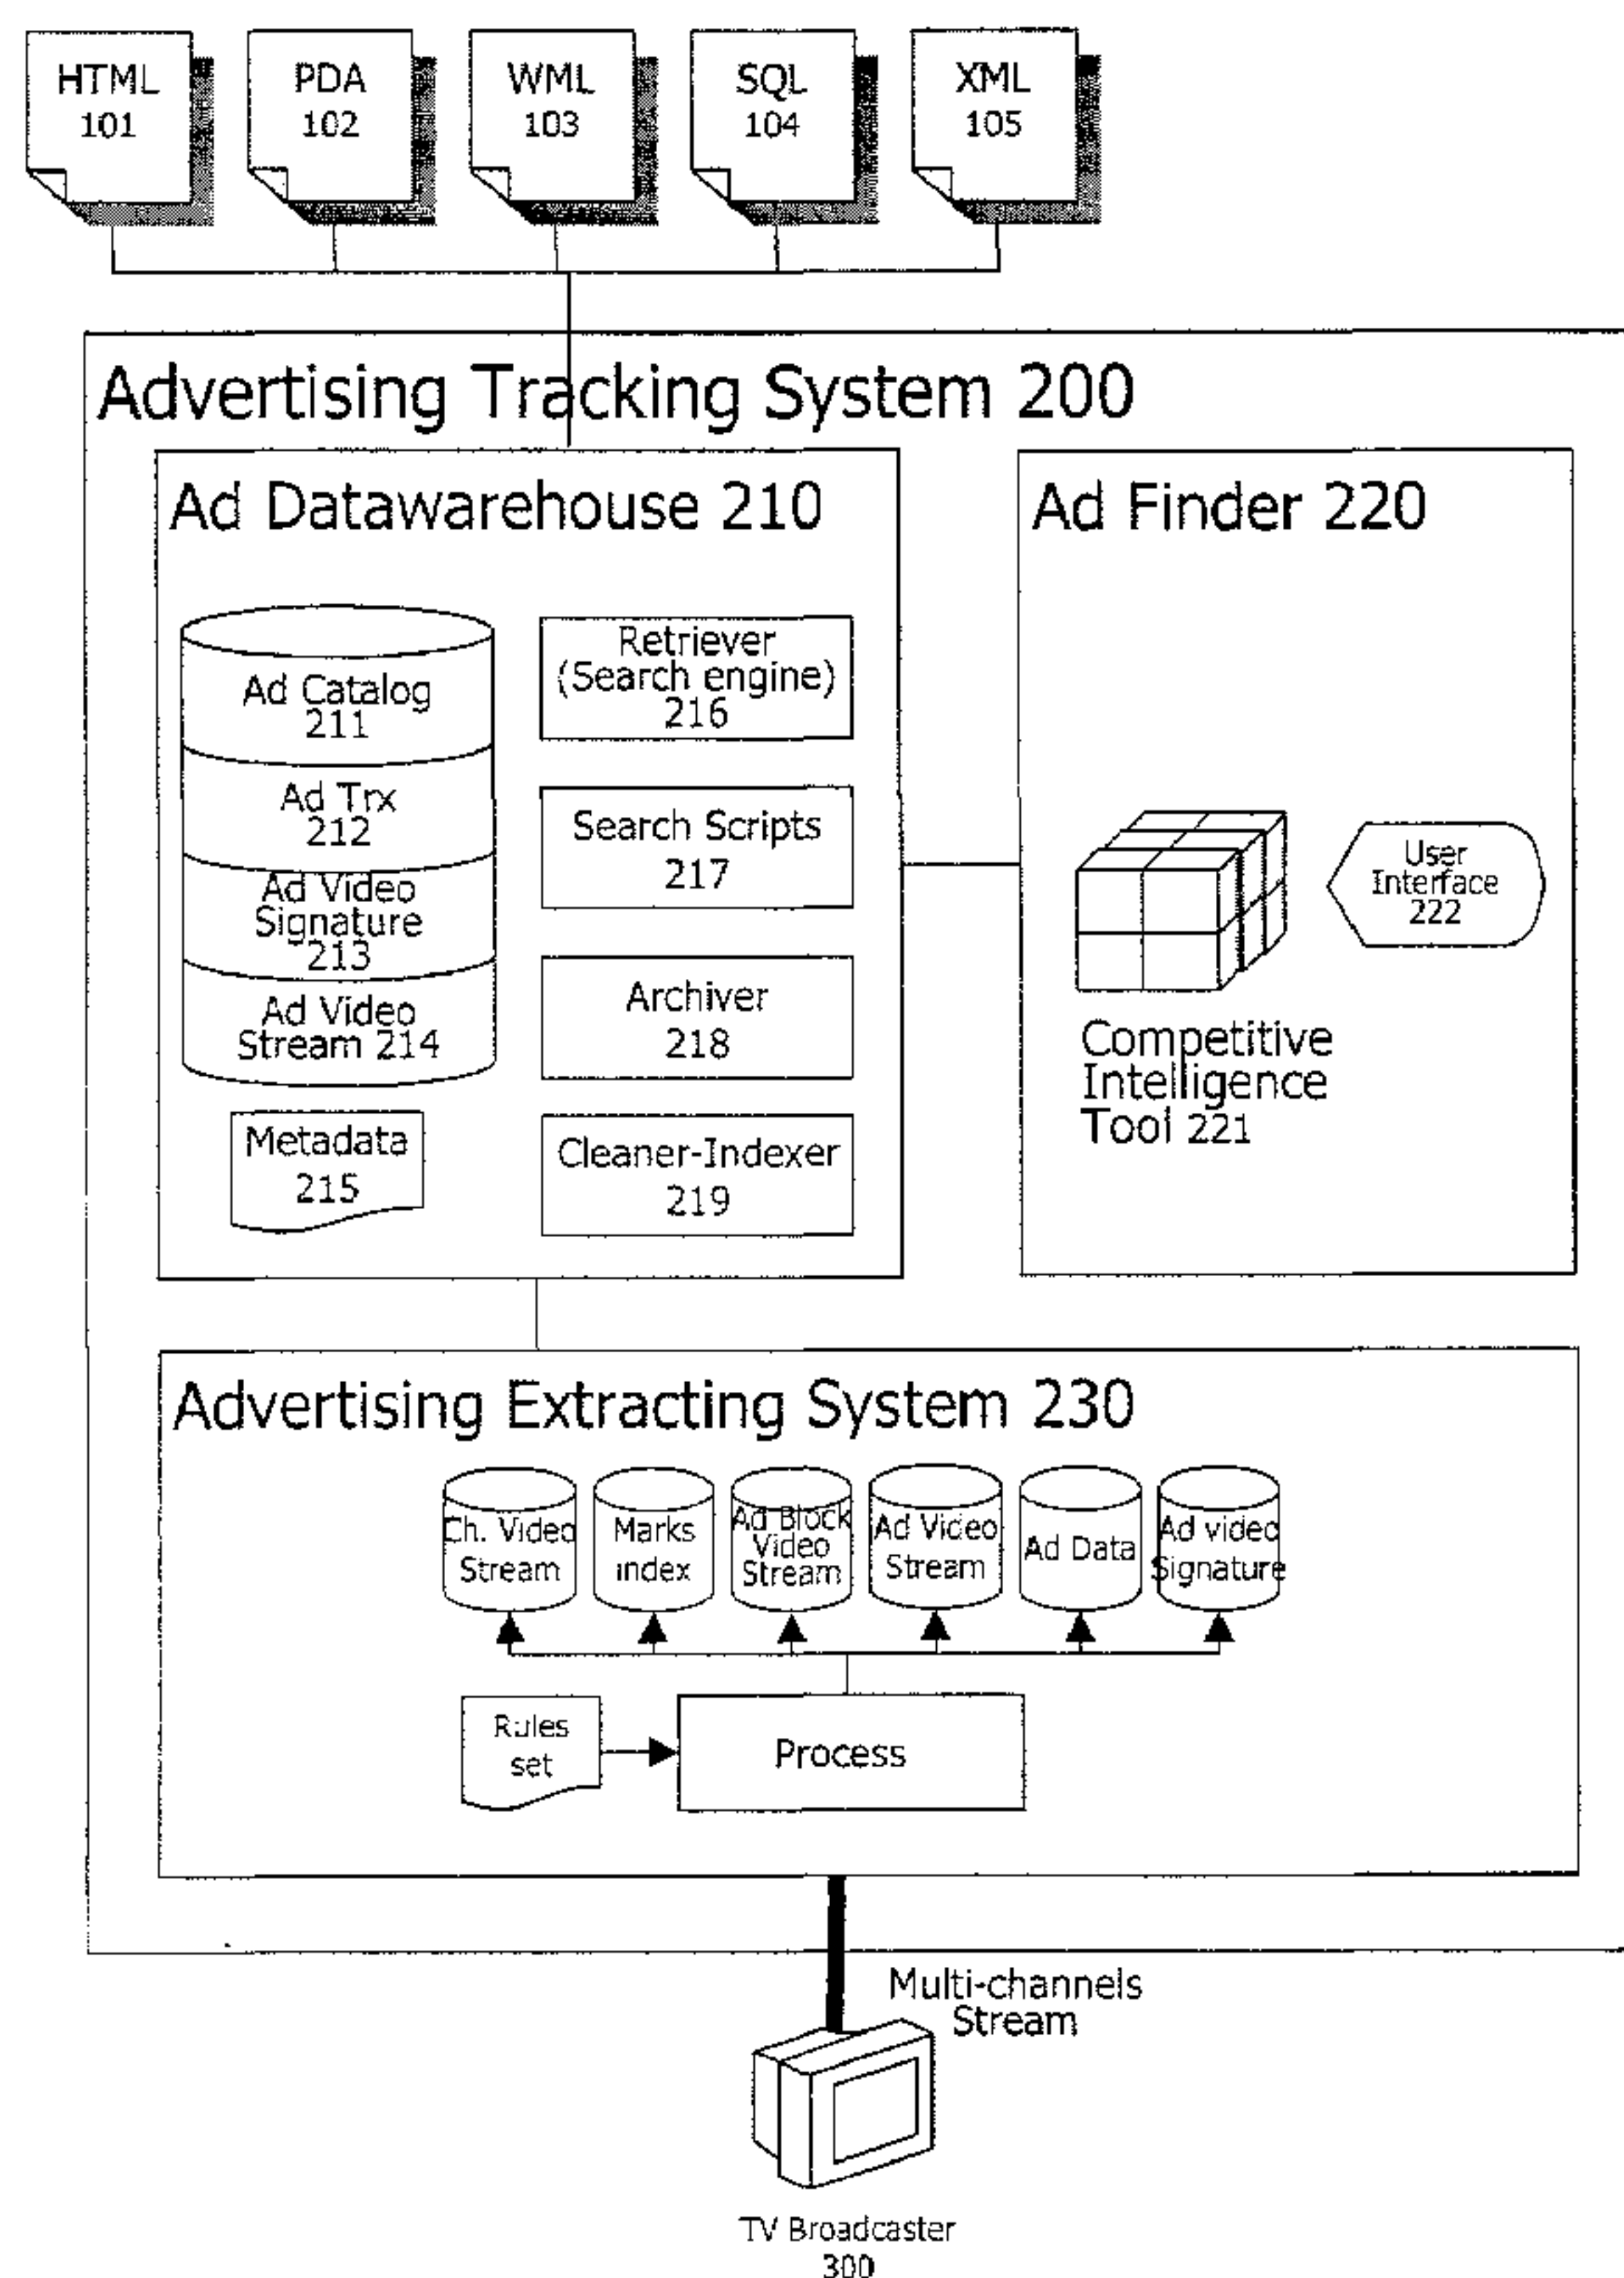 HTML
101
PDA
102
WML
103
SQL
104
XML
105
Advertising Tracking System 200
Ad Datawarehouse 210
Ad Catalog
211
Ad Trx
212
Ad Video
Signature
213
Ad Video
Stream 214
Metadata
215
Retriever
(Search engine)
216
Search Scripts
217
Archiver
218
Cleaner-Indexer
219
Ad Finder 220
Competitive
Intelligence
Tool 221
User
Interface
222
Advertising Extracting System 230
Ch. Video
Stream
Marks
index
Ad Block
Video
Stream
Ad Video
Stream
Ad Data
Ad video
Signature
Rules
set
Process
Multi-channels
Stream
TV Broadcaster
300